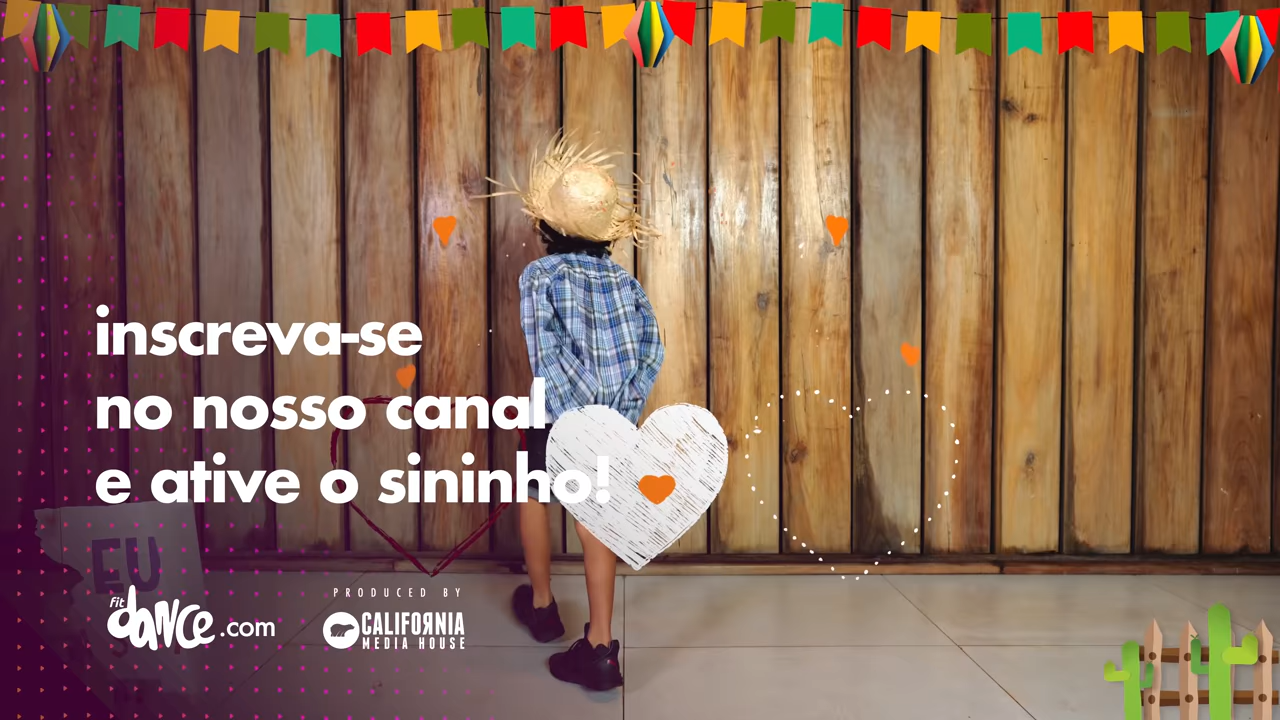 inscreva-se
no nosso canal
e ative o sininho!
EU
fit dance .com
PRODUCED BY
CALIFORNIA
MEDIA HOUSE